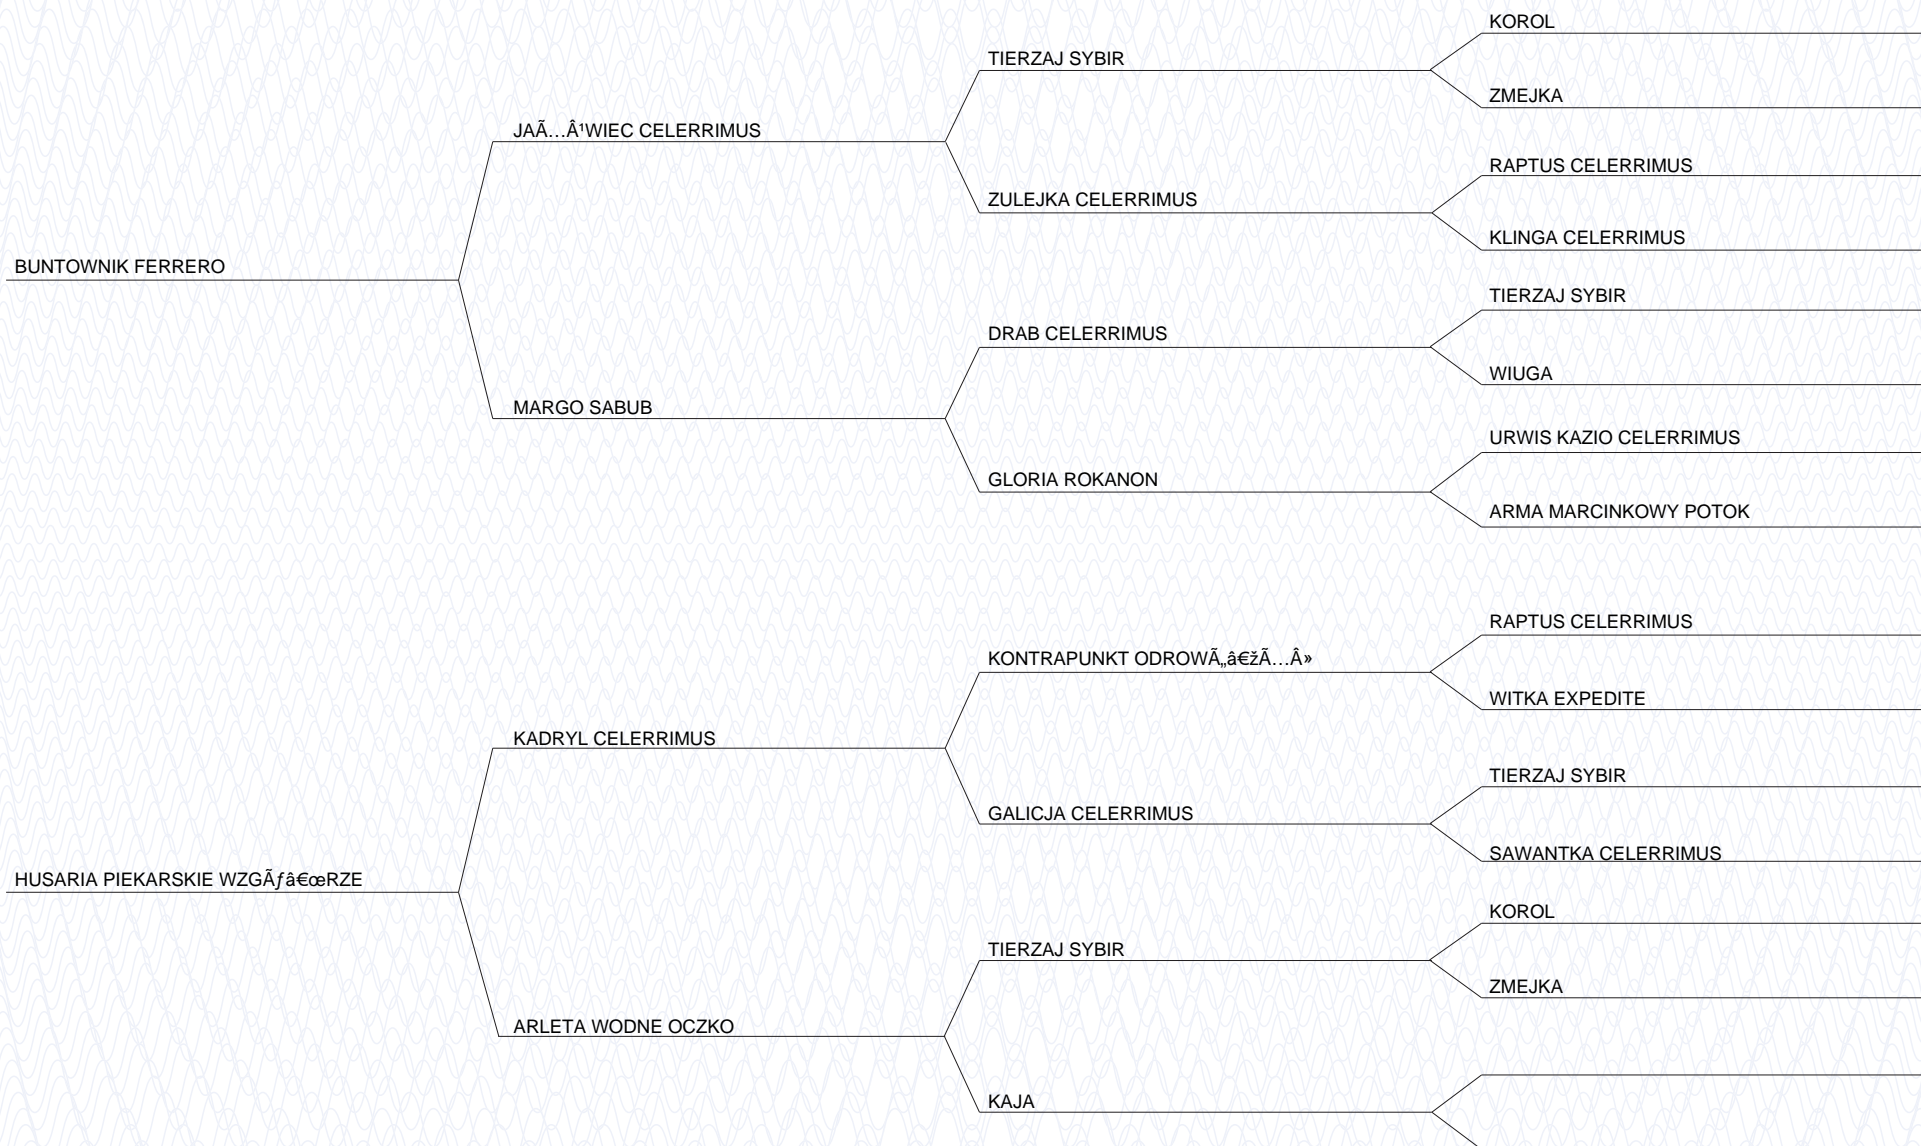 KOROL
TIERZAJ SYBIR
ZMEJKA
JAÃ…Â¹WIEC CELERRIMUS
RAPTUS CELERRIMUS
ZULEJKA CELERRIMUS
KLINGA CELERRIMUS
BUNTOWNIK FERRERO
TIERZAJ SYBIR
DRAB CELERRIMUS
WIUGA
MARGO SABUB
URWIS KAZIO CELERRIMUS
GLORIA ROKANON
ARMA MARCINKOWY POTOK
RAPTUS CELERRIMUS
KONTRAPUNKT ODROWÃ„â€žÃ…Â»
WITKA EXPEDITE
KADRYL CELERRIMUS
TIERZAJ SYBIR
GALICJA CELERRIMUS
SAWANTKA CELERRIMUS
HUSARIA PIEKARSKIE WZGÃƒâ€œRZE
KOROL
TIERZAJ SYBIR
ZMEJKA
ARLETA WODNE OCZKO
KAJA